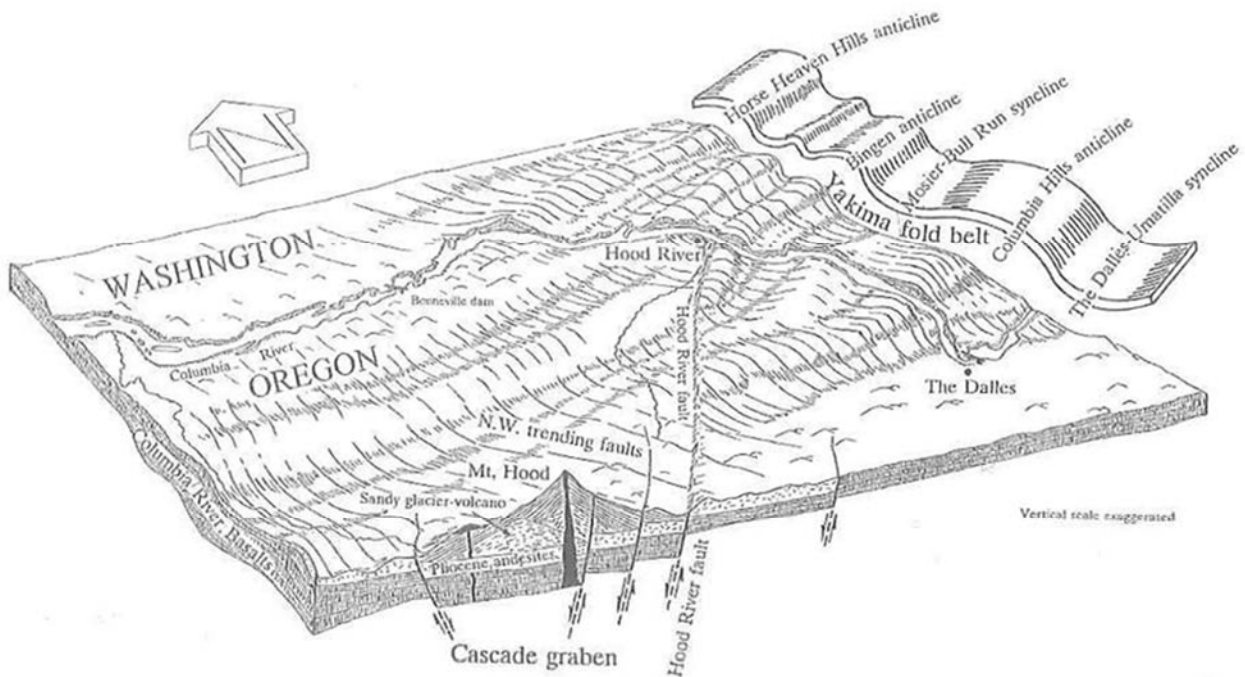 Horse Heaven Hills anticline
Bingen anticline
Mosier-Bull Run syncline
Columbia Hills anticline
The Dalles-Umatilla syncline
Yakima fold belt
N
WASHINGTON
Hood River
Bonneville dam
Columbia River
OREGON
Hood River fault
The Dalles
N.W. trending faults
Mt. Hood
Sandy glacier-volcano
Columbia River Basalts
Pliocene andesites
Vertical scale exaggerated
Hood River fault
Cascade graben